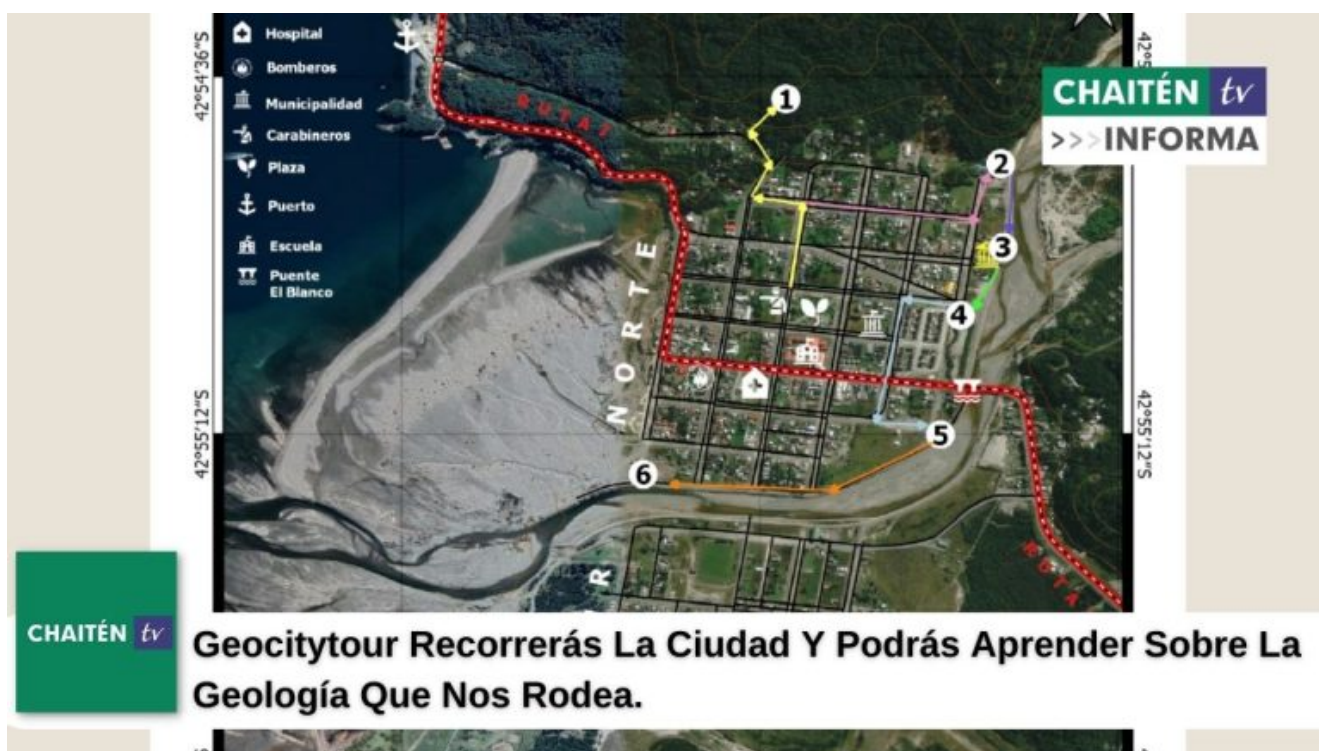 Hospital
Bomberos
Municipalidad
Carabineros
Plaza
Puerto
Escuela
Puente
El Blanco
42°54'36"S
42°55'12"S
RUTA 7
1
2
3
4
5
6
NORTE
CHAITÉN tv
>>>INFORMA
42°55'12"S
RUTA
CHAITÉN tv
Geocitytour Recorrerás La Ciudad Y Podrás Aprender Sobre La
Geología Que Nos Rodea.